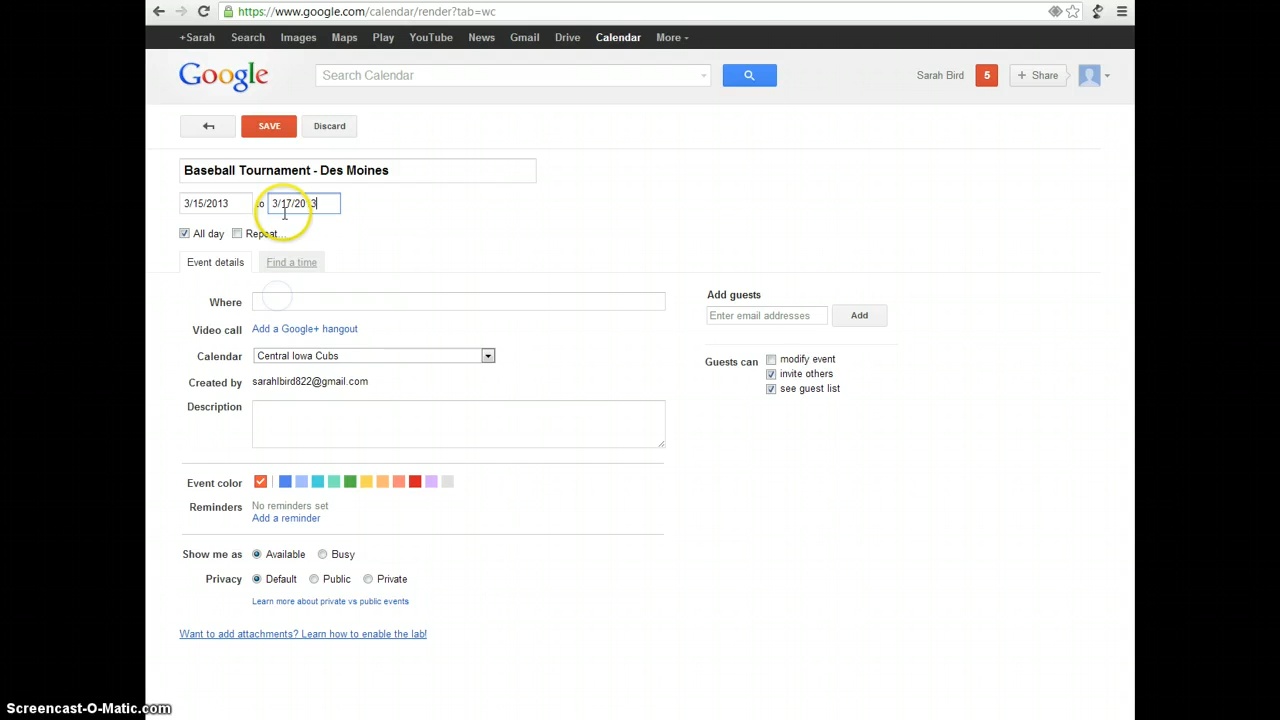 https://www.google.com/calendar/render?tab=wc
+Sarah Search Images Maps Play YouTube News Gmail Drive Calendar More
Google Search Calendar Sarah Bird 5 + Share
SAVE Discard
Baseball Tournament - Des Moines
3/15/2013 to 3/17/2013
All day Repeat...
Event details Find a time
Where
Video call Add a Google+ hangout
Calendar Central Iowa Cubs
Created by sarahlbird822@gmail.com
Description
Event color
Reminders No reminders set
Add a reminder
Show me as Available Busy
Privacy Default Public Private
Learn more about private vs public events
Want to add attachments? Learn how to enable the lab!
Add guests
Enter email addresses Add
Guests can modify event
invite others
see guest list
Screencast-O-Matic.com